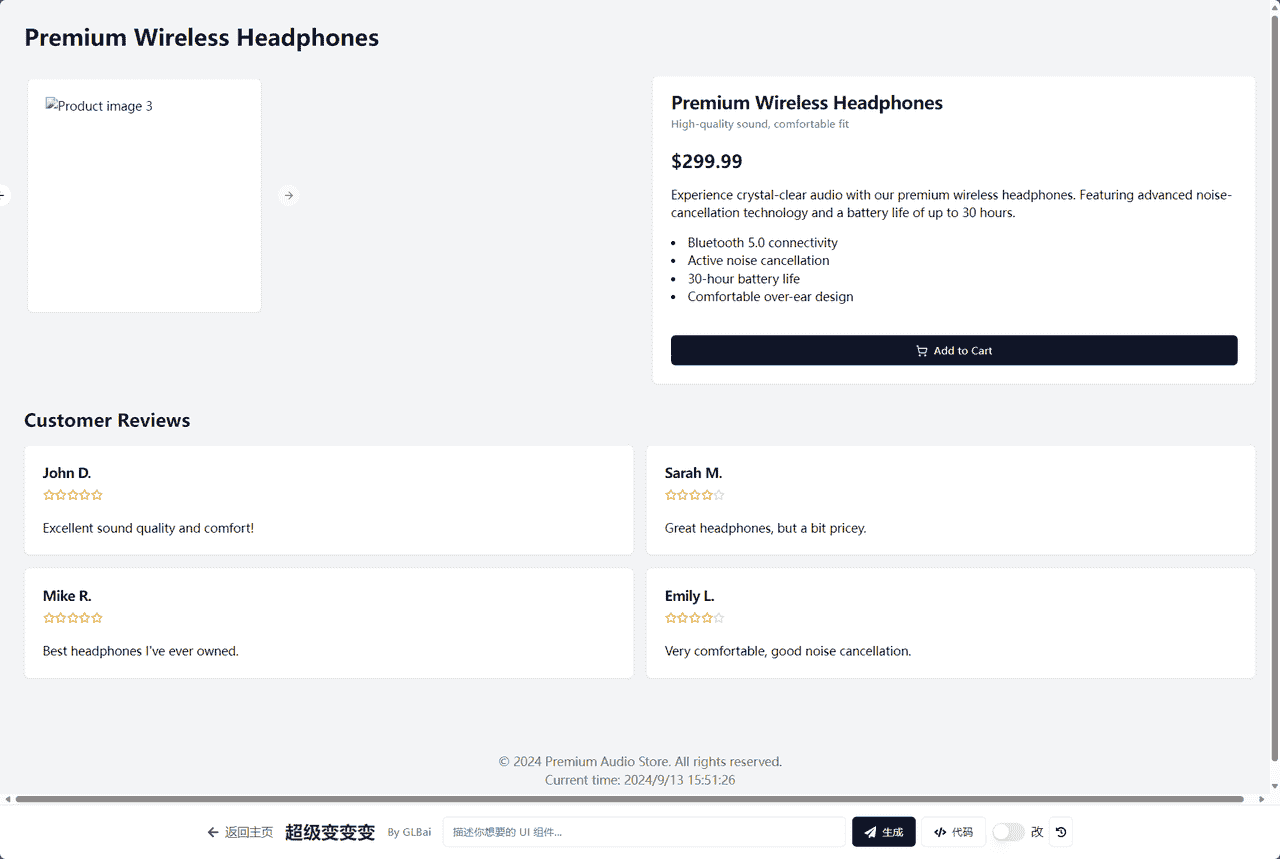 Premium Wireless Headphones
Product image 3
Premium Wireless Headphones
High-quality sound, comfortable fit
$299.99
Experience crystal-clear audio with our premium wireless headphones. Featuring advanced noise-
cancellation technology and a battery life of up to 30 hours.
Bluetooth 5.0 connectivity
Active noise cancellation
30-hour battery life
Comfortable over-ear design
Add to Cart
Customer Reviews
John D.
Excellent sound quality and comfort!
Sarah M.
Great headphones, but a bit pricey.
Mike R.
Best headphones I've ever owned.
Emily L.
Very comfortable, good noise cancellation.
© 2024 Premium Audio Store. All rights reserved.
Current time: 2024/9/13 15:51:26
返回主页 超级变变变 By GLBai 描述你想要的 UI 组件... 生成 代码 改